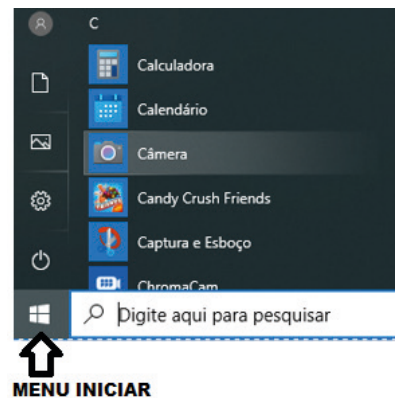 C
Calculadora
Calendário
Câmera
Candy Crush Friends
Captura e Esboço
ChromaCam
Digite aqui para pesquisar
MENU INICIAR